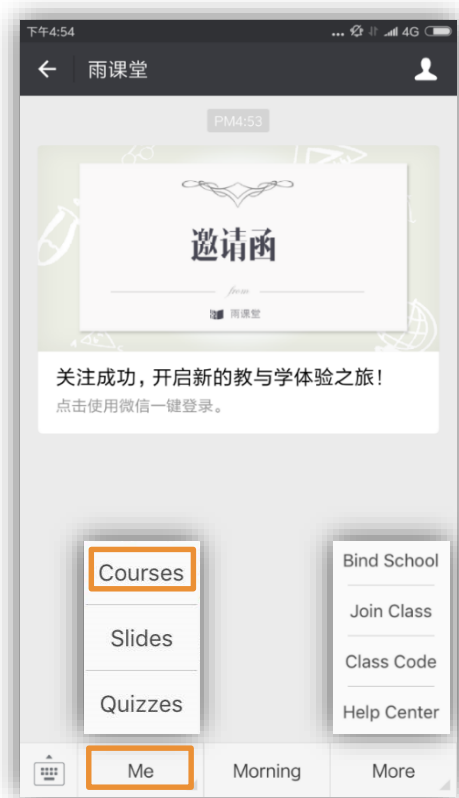 下午4:54
... 4G
雨课堂
PM4:53
邀请函
from
雨课堂
关注成功，开启新的教与学体验之旅！
点击使用微信一键登录。
Courses
Slides
Quizzes
Bind School
Join Class
Class Code
Help Center
Me
Morning
More